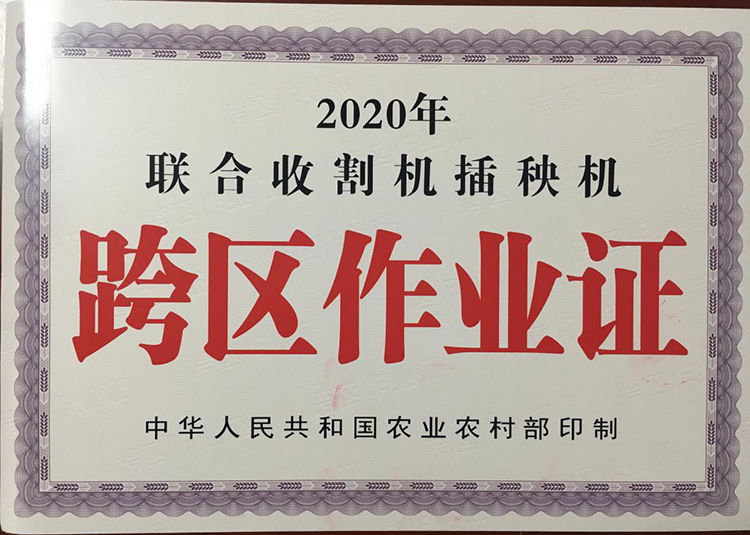 2020年
联合收割机插秧机
跨区作业证
中华人民共和国农业农村部印制